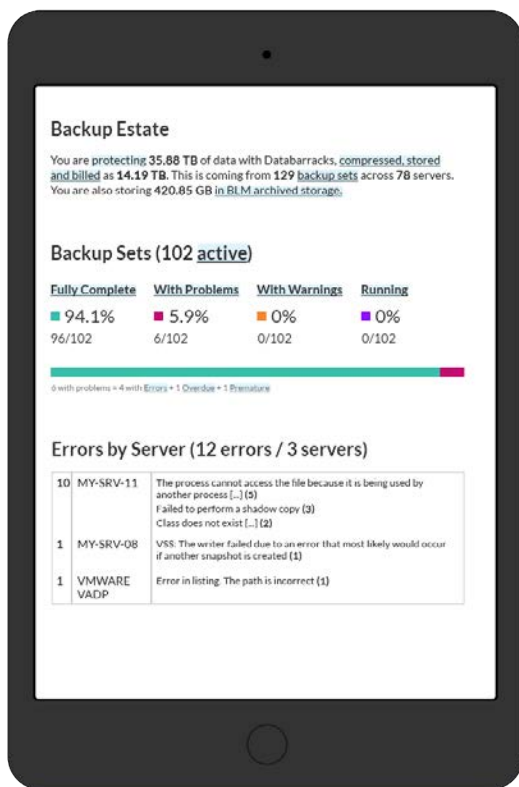 Backup Estate
You are protecting 35.88 TB of data with Databarracks, compressed, stored
and billed as 14.19 TB. This is coming from 129 backup sets across 78 servers.
You are also storing 420.85 GB in BLM archived storage.
Backup Sets (102 active)
Fully Complete With Problems With Warnings Running
94.1% 5.9% 0% 0%
96/102 6/102 0/102 0/102
6 with problems = 4 with Errors + 1 Overdue + 1 Premature
Errors by Server (12 errors / 3 servers)
10 MY-SRV-11 The process cannot access the file because it is being used by
another process [...] (5)
Failed to perform a shadow copy (3)
Class does not exist [...] (2)
1 MY-SRV-08 VSS: The writer failed due to an error that most likely would occur
if another snapshot is created (1)
1 VMWARE Error in listing. The path is incorrect (1)
VADP